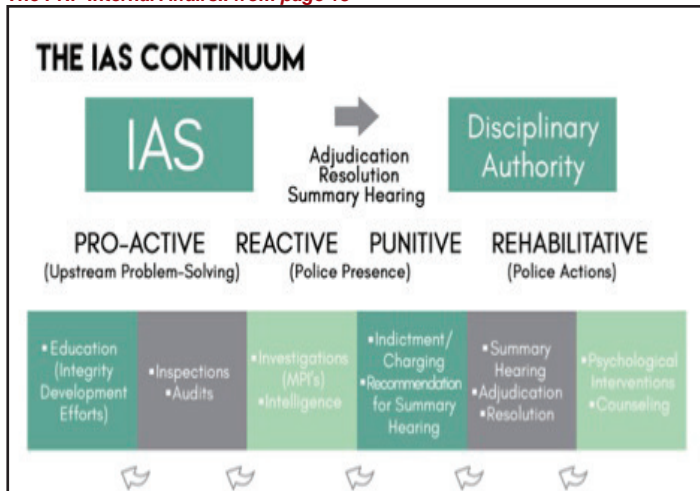 THE IAS CONTINUUM
IAS
Adjudication
Resolution
Summary Hearing
Disciplinary
Authority
PRO-ACTIVE
(Upstream Problem-Solving)
REACTIVE
(Police Presence)
PUNITIVE
REHABILITATIVE
(Police Actions)
▪Education
(Integrity
Development
Efforts)
▪Inspections
▪Audits
▪Investigations
(MPI's)
▪Intelligence
▪Indictment/
Charging
▪Recommendation
for Summary
Hearing
▪Summary
Hearing
▪Adjudication
▪Resolution
▪Psychological
Interventions
▪Counseling